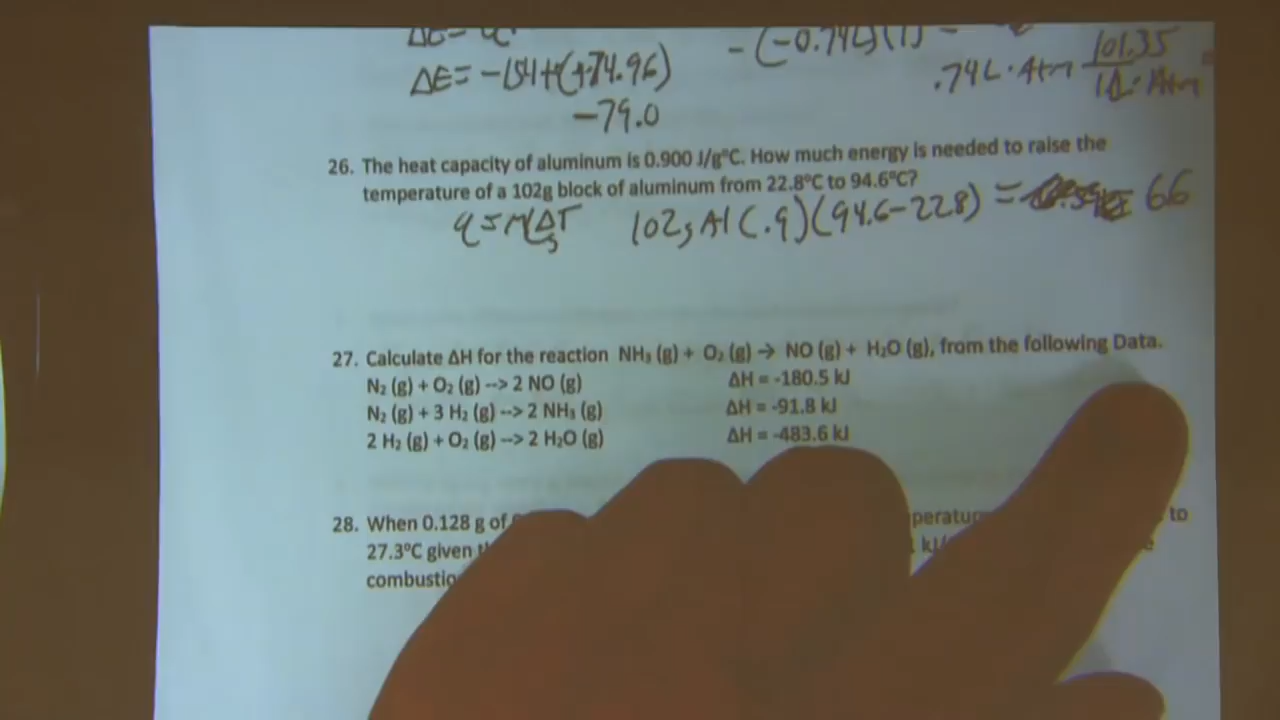 ΔE = -154+(+74.96)
-79.0
-(-0.74L)(1)
.74L·Atm 101.35
1L·Atm
26. The heat capacity of aluminum is 0.900 J/g°C. How much energy is needed to raise the
temperature of a 102g block of aluminum from 22.8°C to 94.6°C?
102g Al (.9)(94.6-22.8) = 66
27. Calculate ΔH for the reaction NH₃ (g) + O₂ (g) → NO (g) + H₂O (g), from the following Data.
N₂ (g) + O₂ (g) --> 2 NO (g) ΔH = -180.5 kJ
N₂ (g) + 3 H₂ (g) --> 2 NH₃ (g) ΔH = -91.8 kJ
2 H₂ (g) + O₂ (g) --> 2 H₂O (g) ΔH = -483.6 kJ
28. When 0.128 g of to
27.3°C given